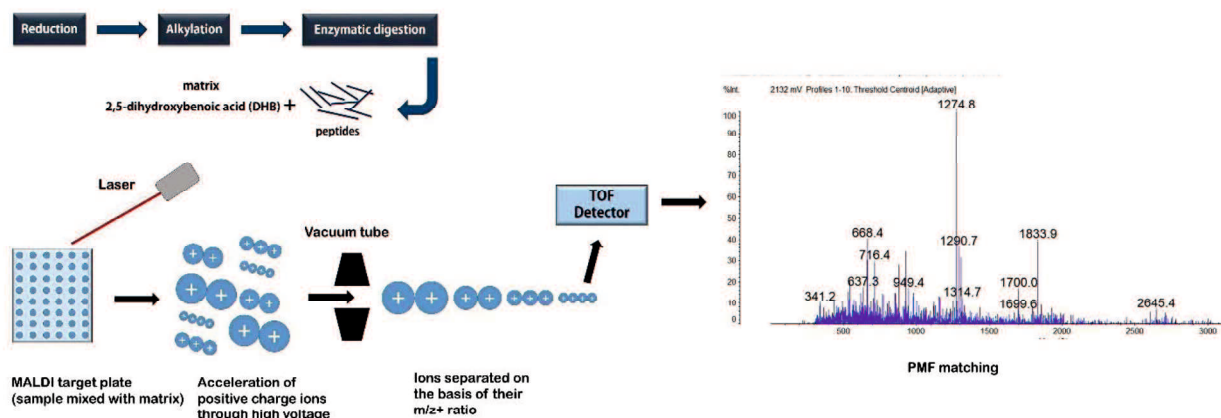 Reduction
Alkylation
Enzymatic digestion
matrix
2,5-dihydroxybenoic acid (DHB) +
peptides
Laser
Vacuum tube
TOF
Detector
MALDI target plate
(sample mixed with matrix)
Acceleration of
positive charge ions
through high voltage
Ions separated on
the basis of their
m/z+ ratio
%Int.
2132 mV Profiles 1-10. Threshold Centroid [Adaptive]
1274.8
100
90
80
70
60
50
40
30
20
10
0
668.4
1290.7
1833.9
716.4
637.3
949.4
1314.7
1700.0
341.2
1699.6
2645.4
500
1000
1500
2000
2500
3000
PMF matching